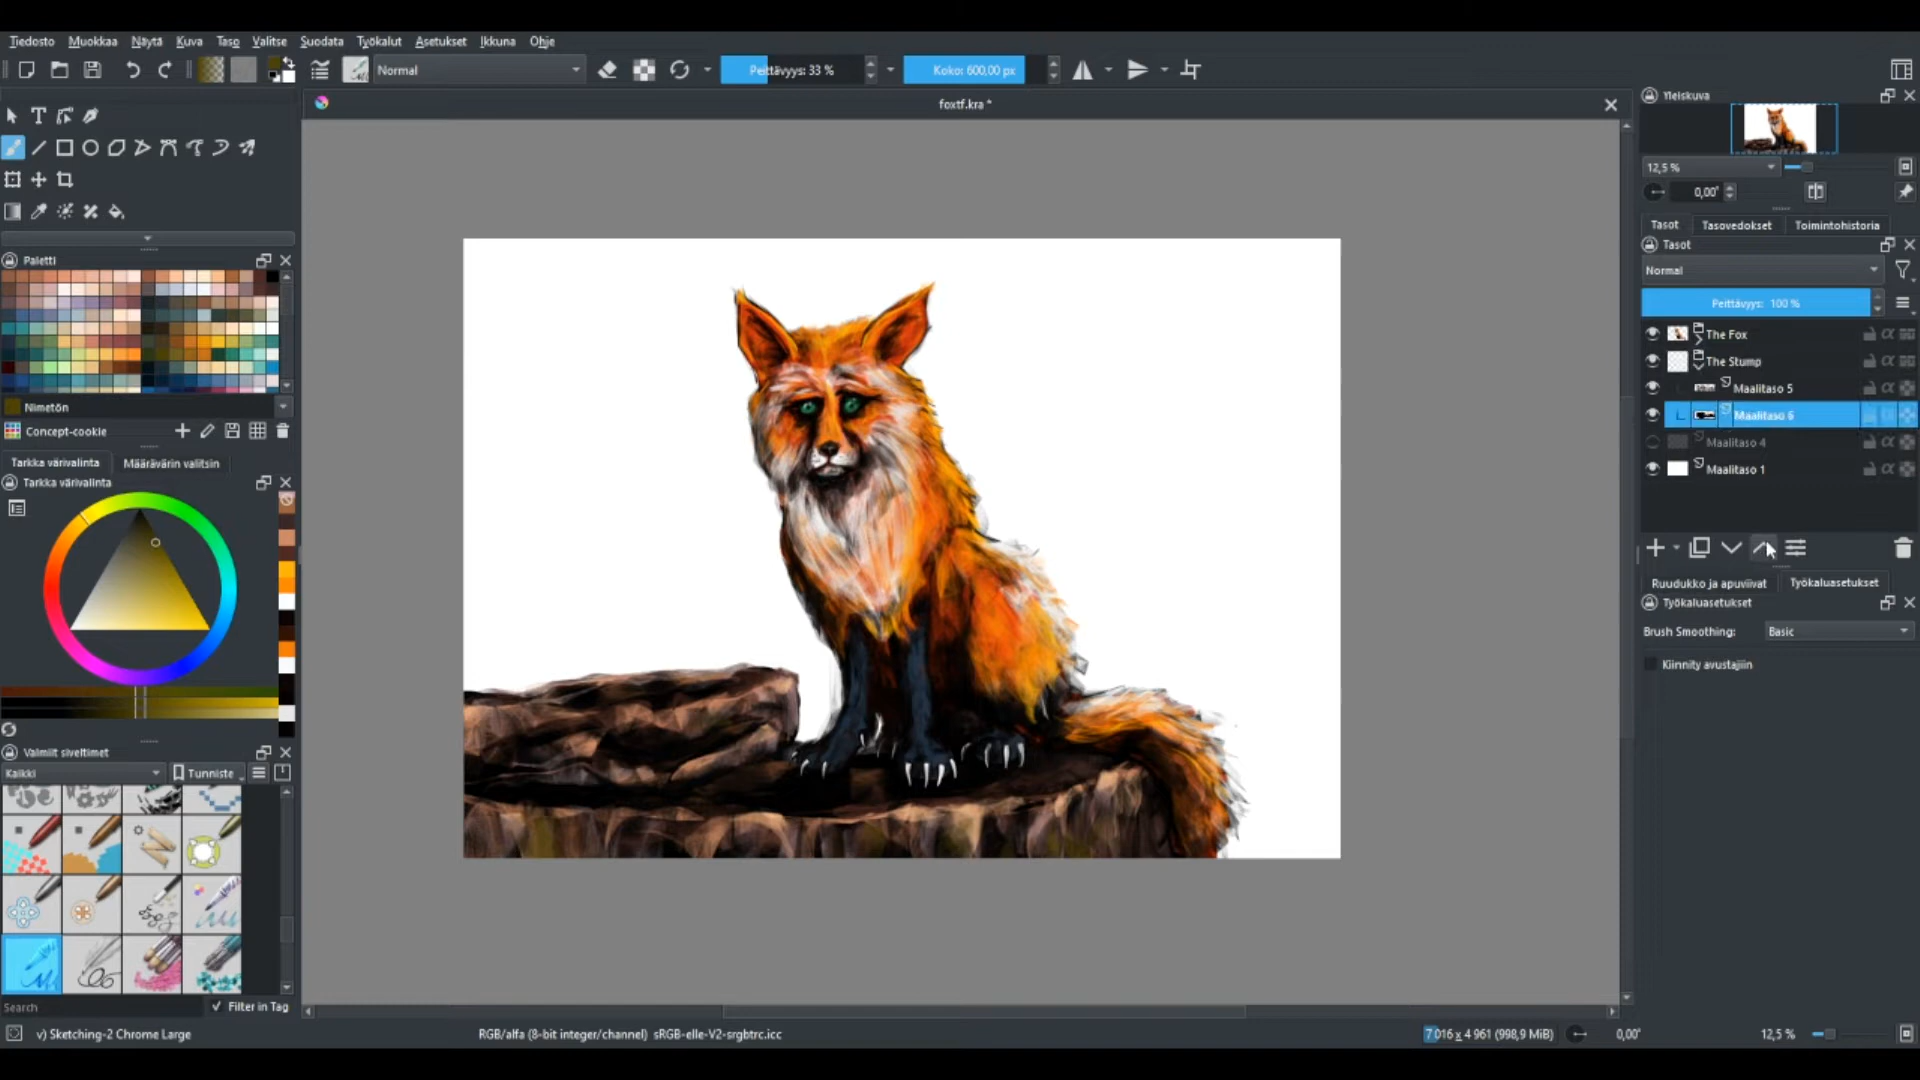 Tiedosto Muokkaa Näytä Kuva Taso Valitse Suodata Työkalut Asetukset Ikkuna Ohje
Normal Peittävyys: 33 % Koko: 600,00 px
foxtf.kra *
Paletti
Nimetön
Concept-cookie
Tarkka värivalinta Määrävärin valitsin
Tarkka värivalinta
Valmiit siveltimet
Kaikki Tunniste
Search Filter in Tag
Yleiskuva
12,5 %
0,00°
Tasot Tasovedokset Toimintohistoria
Tasot
Normal
Peittävyys: 100 %
The Fox
The Stump
Maalitaso 5
Maalitaso 6
Maalitaso 4
Maalitaso 1
Ruudukko ja apuviivat Työkaluasetukset
Työkaluasetukset
Brush Smoothing: Basic
Kiinnity avustajiin
v) Sketching-2 Chrome Large RGB/alfa (8-bit integer/channel) sRGB-elle-V2-srgbtrc.icc 7 016 x 4 961 (998,9 MiB) 0,00° 12,5 %